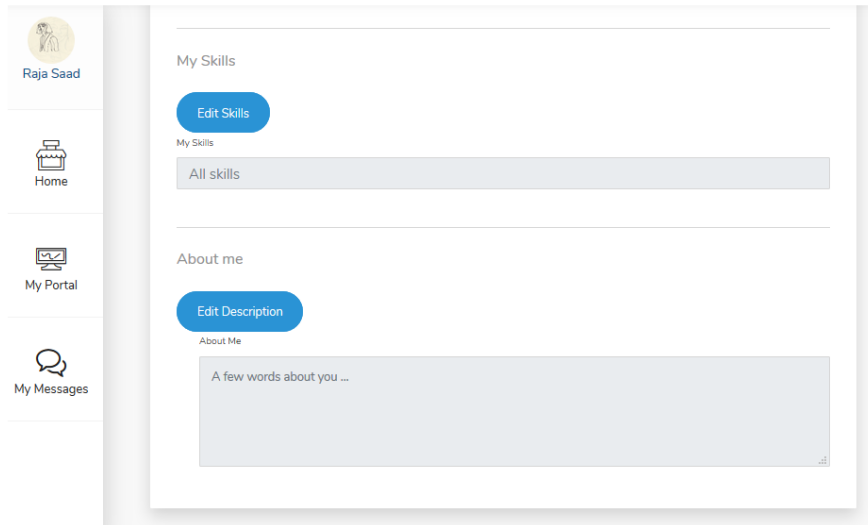 Raja Saad
Home
My Portal
My Messages
My Skills
Edit Skills
My Skills
All skills
About me
Edit Description
About Me
A few words about you ...